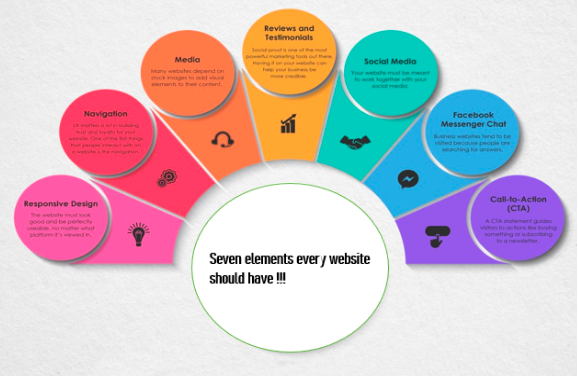 Reviews and
Testimonials
Social proof is one of the most
powerful marketing tools out there.
Having it on your website can
help your business be
more credible.
Media
Many websites depend on
stock images to add visual
elements to their content.
Social Media
Your website must be meant
to work together with your
social media.
Navigation
trust and loyalty for your
website. One of the first things
that people interact with on
a website is the navigation.
Facebook
Messenger Chat
Business websites tend to be
visited because people are
searching for answers.
Responsive Design
The website must look
good and be perfectly
useable, no matter what
platform it's viewed in.
Call-to-Action
(CTA)
A CTA statement guides
visitors to actions like buying
something or subscribing
to a newsletter.
Seven elements every website
should have !!!